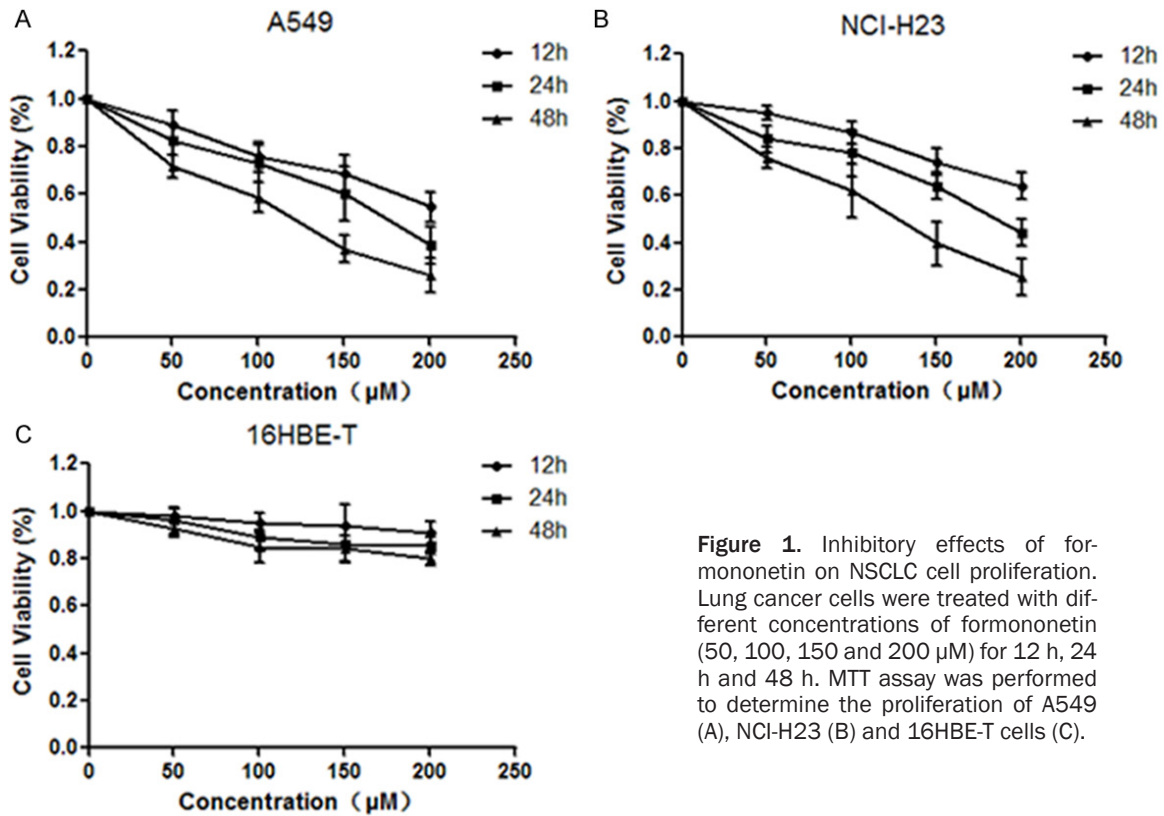 A
A549
Cell Viability (%)
1.2
1.0
0.8
0.6
0.4
0.2
0.0
0 50 100 150 200 250
Concentration (µM)
12h
24h
48h
B
NCI-H23
Cell Viability (%)
1.2
1.0
0.8
0.6
0.4
0.2
0.0
0 50 100 150 200 250
Concentration (µM)
12h
24h
48h
C
16HBE-T
Cell Viability (%)
1.2
1.0
0.8
0.6
0.4
0.2
0.0
0 50 100 150 200 250
Concentration (µM)
12h
24h
48h
Figure 1. Inhibitory effects of for-
mononetin on NSCLC cell proliferation.
Lung cancer cells were treated with dif-
ferent concentrations of formononetin
(50, 100, 150 and 200 µM) for 12 h, 24
h and 48 h. MTT assay was performed
to determine the proliferation of A549
(A), NCI-H23 (B) and 16HBE-T cells (C).